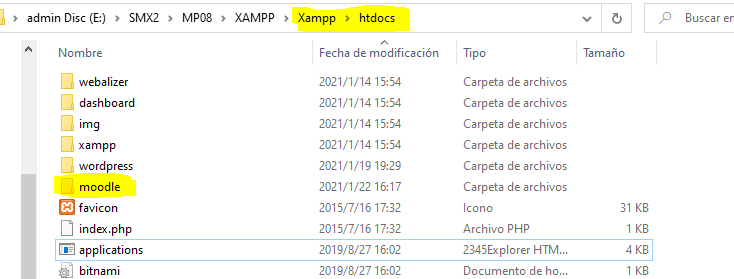 admin Disc (E:) > SMX2 > MP08 > XAMPP > Xampp > htdocs
Buscar en
Nombre Fecha de modificación Tipo Tamaño
webalizer 2021/1/14 15:54 Carpeta de archivos
dashboard 2021/1/14 15:54 Carpeta de archivos
img 2021/1/14 15:54 Carpeta de archivos
xampp 2021/1/14 15:54 Carpeta de archivos
wordpress 2021/1/19 19:29 Carpeta de archivos
moodle 2021/1/22 16:17 Carpeta de archivos
favicon 2015/7/16 17:32 Icono 31 KB
index.php 2015/7/16 17:32 Archivo PHP 1 KB
applications 2019/8/27 16:02 2345Explorer HTM... 4 KB
bitnami 2019/8/27 16:02 Documento de ho... 1 KB